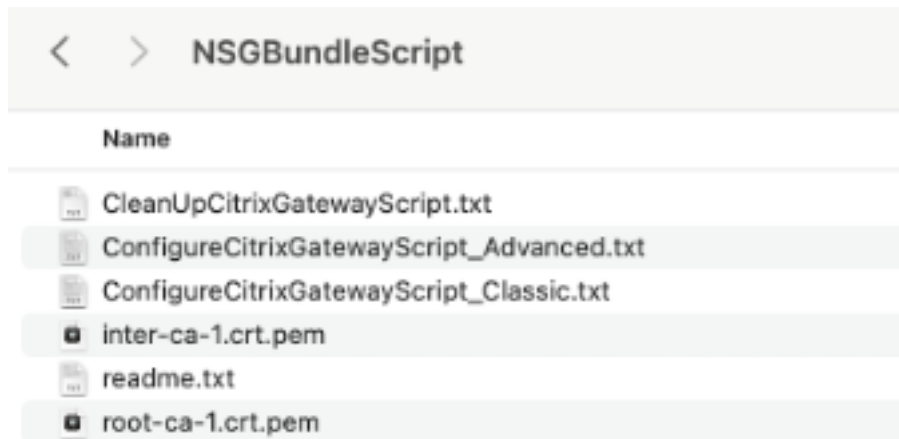 NSGBundleScript
Name
CleanUpCitrixGatewayScript.txt
ConfigureCitrixGatewayScript_Advanced.txt
ConfigureCitrixGatewayScript_Classic.txt
inter-ca-1.crt.pem
readme.txt
root-ca-1.crt.pem